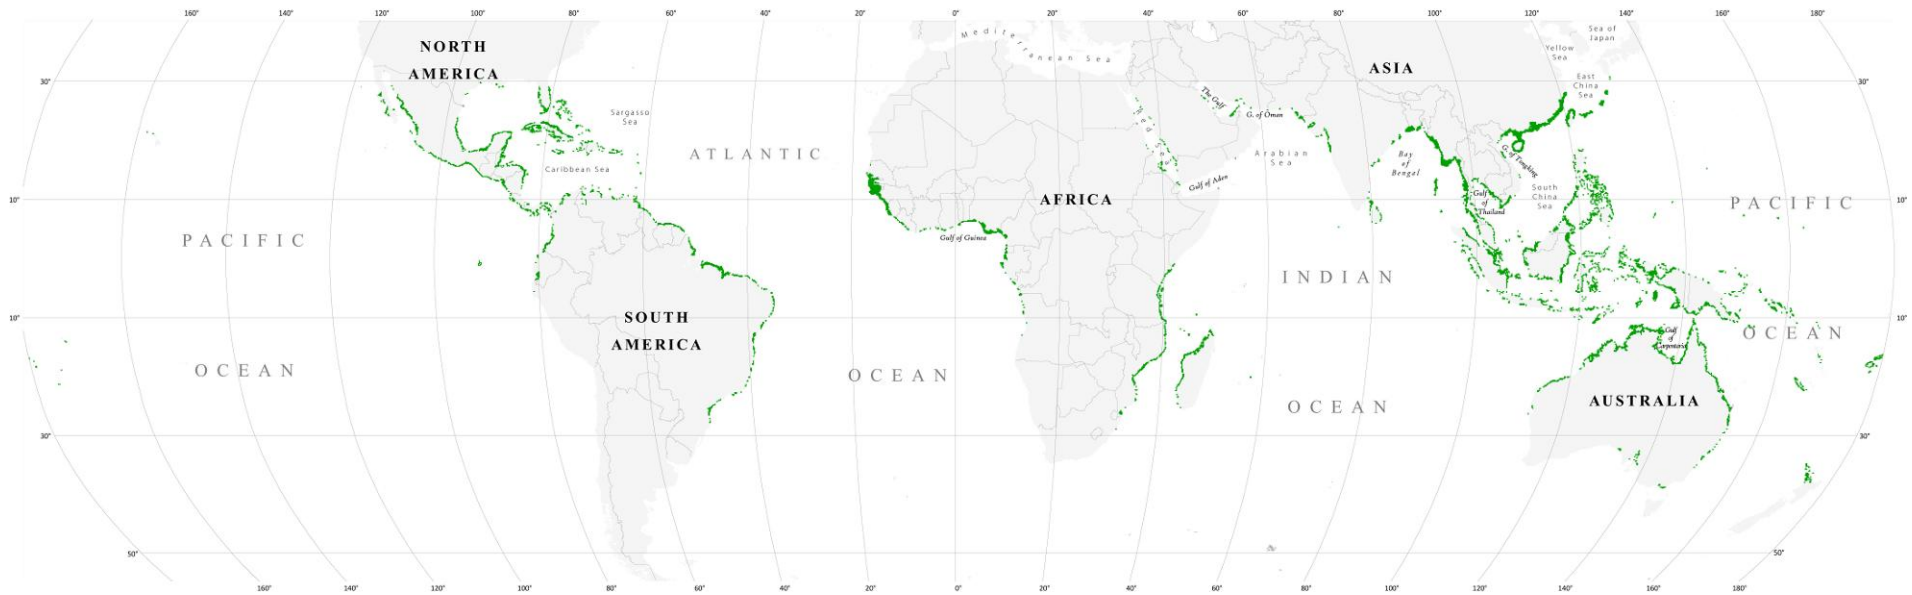 160° 120° 100° 80° 60° 40° 20° 0° 20° 40° 60° 80° 100° 120° 140° 160° 180°
NORTH
AMERICA
Mediterranean Sea
ASIA
Sea of
Japan
Yellow
Sea
East
China
Sea
30° 30°
Sargasso
Sea
The Gulf
G. of Oman
Red Sea
ATLANTIC
Arabian
Sea
Bay
of
Bengal
G. of Tongking
Caribbean Sea
Gulf of Aden
South
China
Sea
Gulf
of
Thailand
10° 10°
AFRICA
PACIFIC
PACIFIC
Gulf of Guinea
INDIAN
SOUTH
AMERICA
10° 10°
OCEAN
Gulf
of
Carpentaria
OCEAN
OCEAN
OCEAN
AUSTRALIA
30° 30°
50° 50°
160° 140° 120° 100° 80° 60° 40° 20° 0° 20° 40° 60° 80° 100° 120° 140° 160° 180°